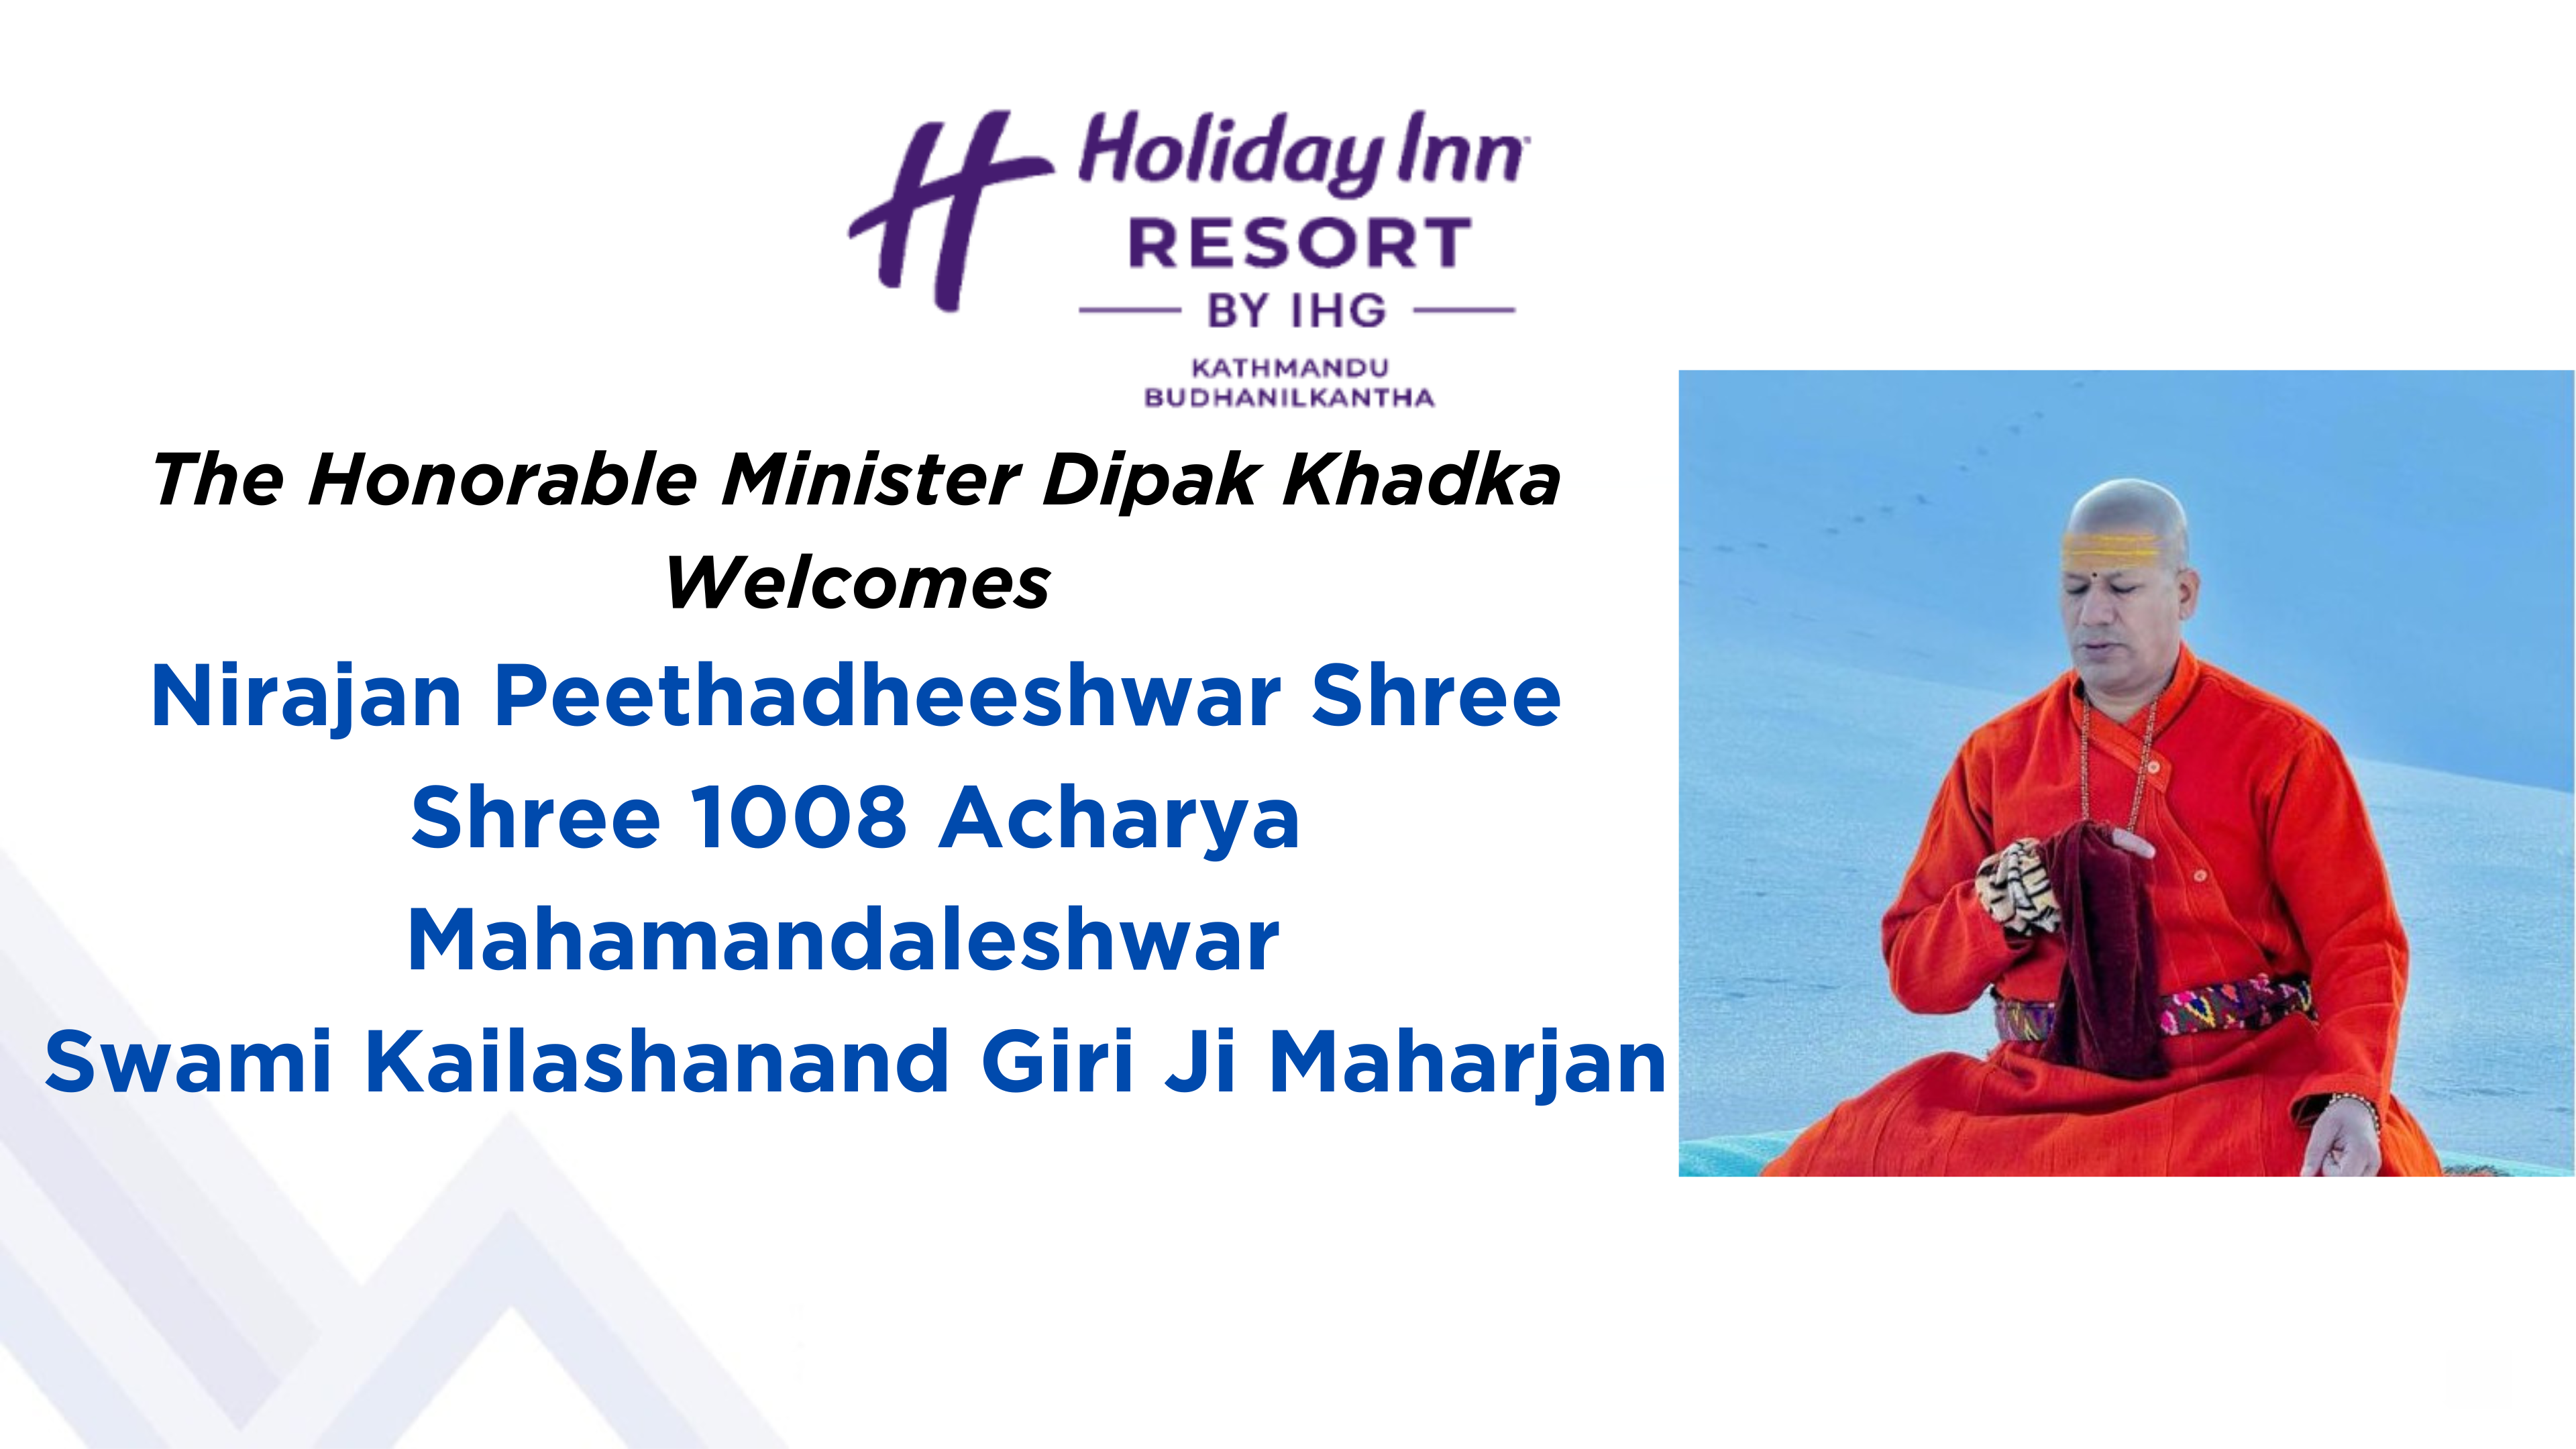 Holiday Inn
RESORT
BY IHG
KATHMANDU
BUDHANILKANTHA
The Honorable Minister Dipak Khadka
Welcomes
Nirajan Peethadheeshwar Shree
Shree 1008 Acharya
Mahamandaleshwar
Swami Kailashanand Giri Ji Maharjan